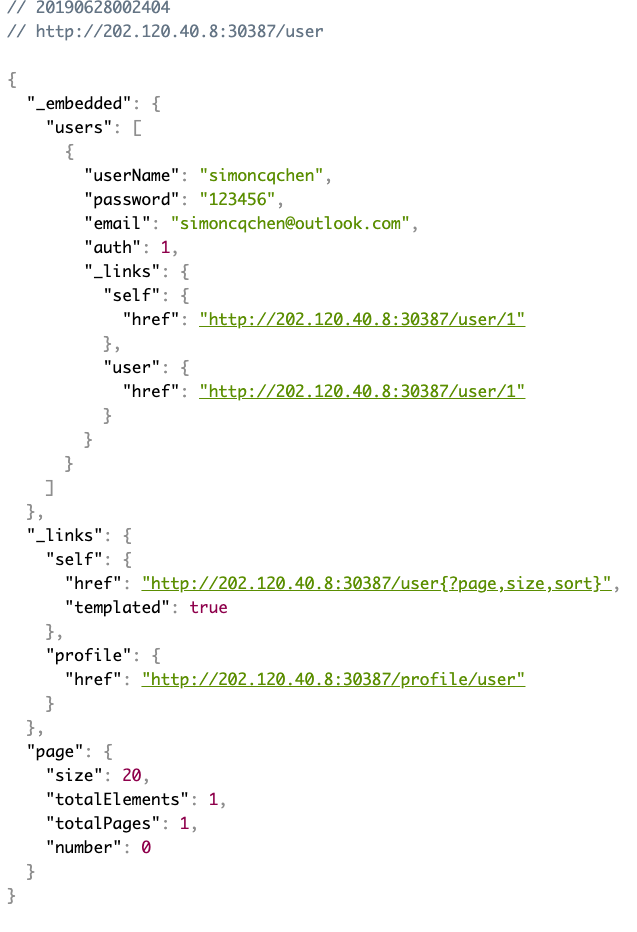 // 20190628002404
// http://202.120.40.8:30387/user
{
"_embedded": {
"users": [
{
"userName": "simoncqchen",
"password": "123456",
"email": "simoncqchen@outlook.com",
"auth": 1,
"_links": {
"self": {
"href": "http://202.120.40.8:30387/user/1"
},
"user": {
"href": "http://202.120.40.8:30387/user/1"
}
}
}
]
},
"_links": {
"self": {
"href": "http://202.120.40.8:30387/user{?page,size,sort}",
"templated": true
},
"profile": {
"href": "http://202.120.40.8:30387/profile/user"
}
},
"page": {
"size": 20,
"totalElements": 1,
"totalPages": 1,
"number": 0
}
}